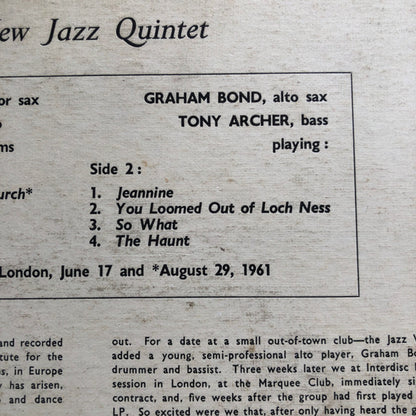 New Jazz Quintet
or sax GRAHAM BOND, alto sax
TONY ARCHER, bass
ms playing:
Side 2:
1. Jeannine
urch* 2. You Loomed Out of Loch Ness
3. So What
4. The Haunt
London, June 17 and *August 29, 1961
and recorded
tute for the
s, in Europe
y has arisen,
and dance
out. For a date at a small out-of-town club—the Jazz V
added a young, semi-professional alto player, Graham Bo
drummer and bassist. Three weeks later we at Interdisc
session in London, at the Marquee Club, immediately si
contract, and, five weeks after the group had first played
LP. So excited were we that, after only having heard the g